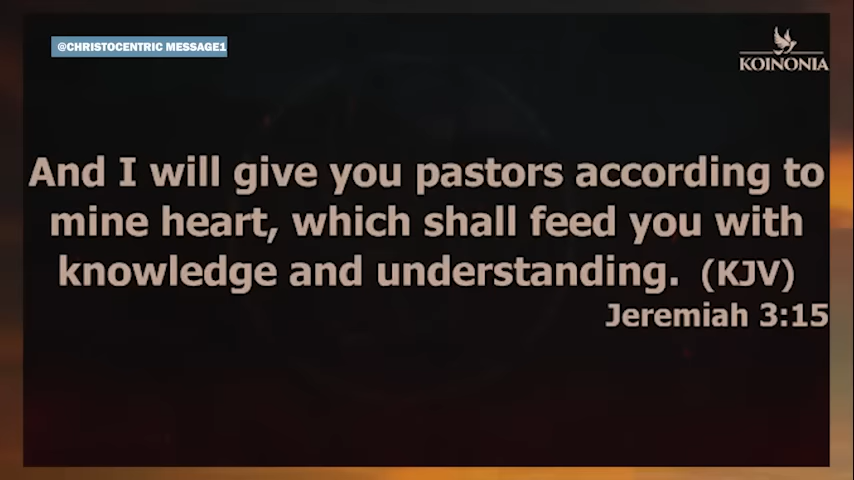 @CHRISTOCENTRIC MESSAGE1
KOINONIA
And I will give you pastors according to
mine heart, which shall feed you with
knowledge and understanding. (KJV)
Jeremiah 3:15